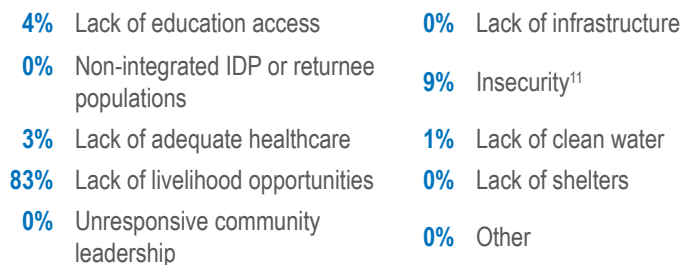 4% Lack of education access
0% Non-integrated IDP or returnee
populations
3% Lack of adequate healthcare
83% Lack of livelihood opportunities
0% Unresponsive community
leadership
0% Lack of infrastructure
9% Insecurity¹¹
1% Lack of clean water
0% Lack of shelters
0% Other